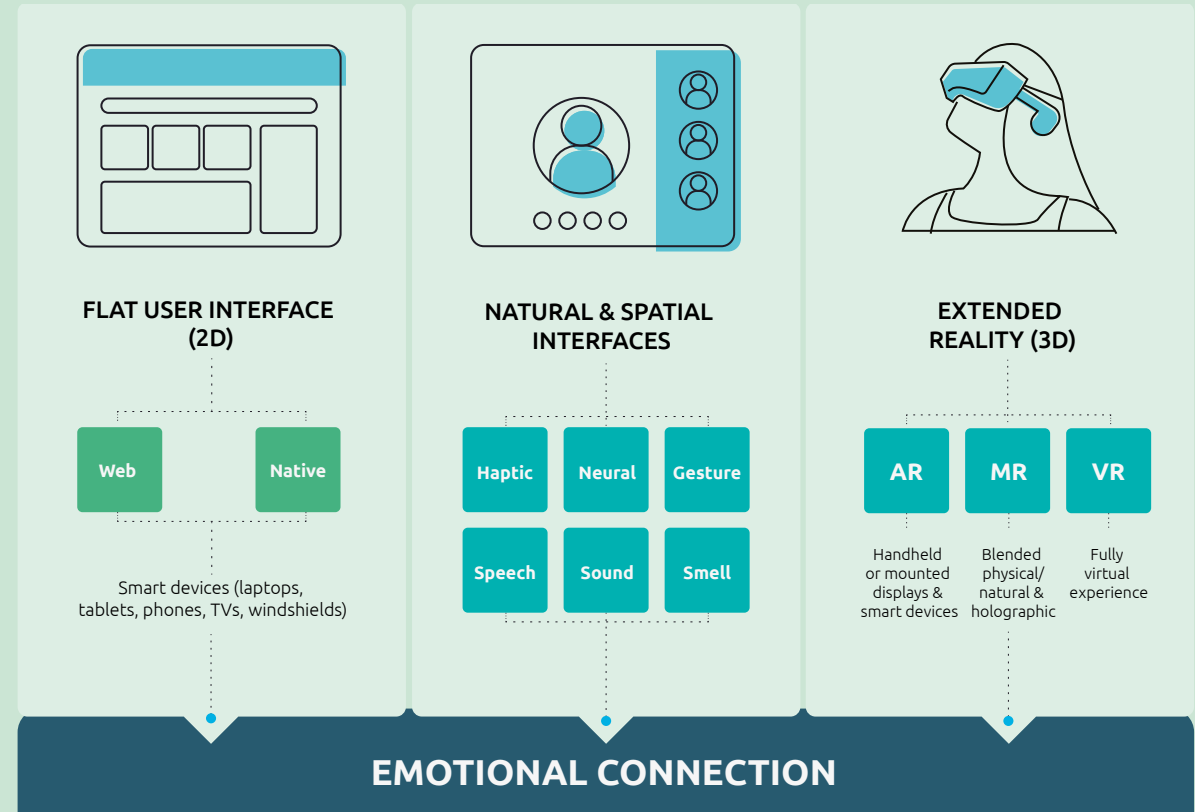 FLAT USER INTERFACE
(2D)
Web
Native
Smart devices (laptops,
tablets, phones, TVs, windshields)
NATURAL & SPATIAL
INTERFACES
Haptic
Neural
Gesture
Speech
Sound
Smell
EXTENDED
REALITY (3D)
AR
MR
VR
Handheld
or mounted
displays &
smart devices
Blended
physical/
natural &
holographic
Fully
virtual
experience
EMOTIONAL CONNECTION